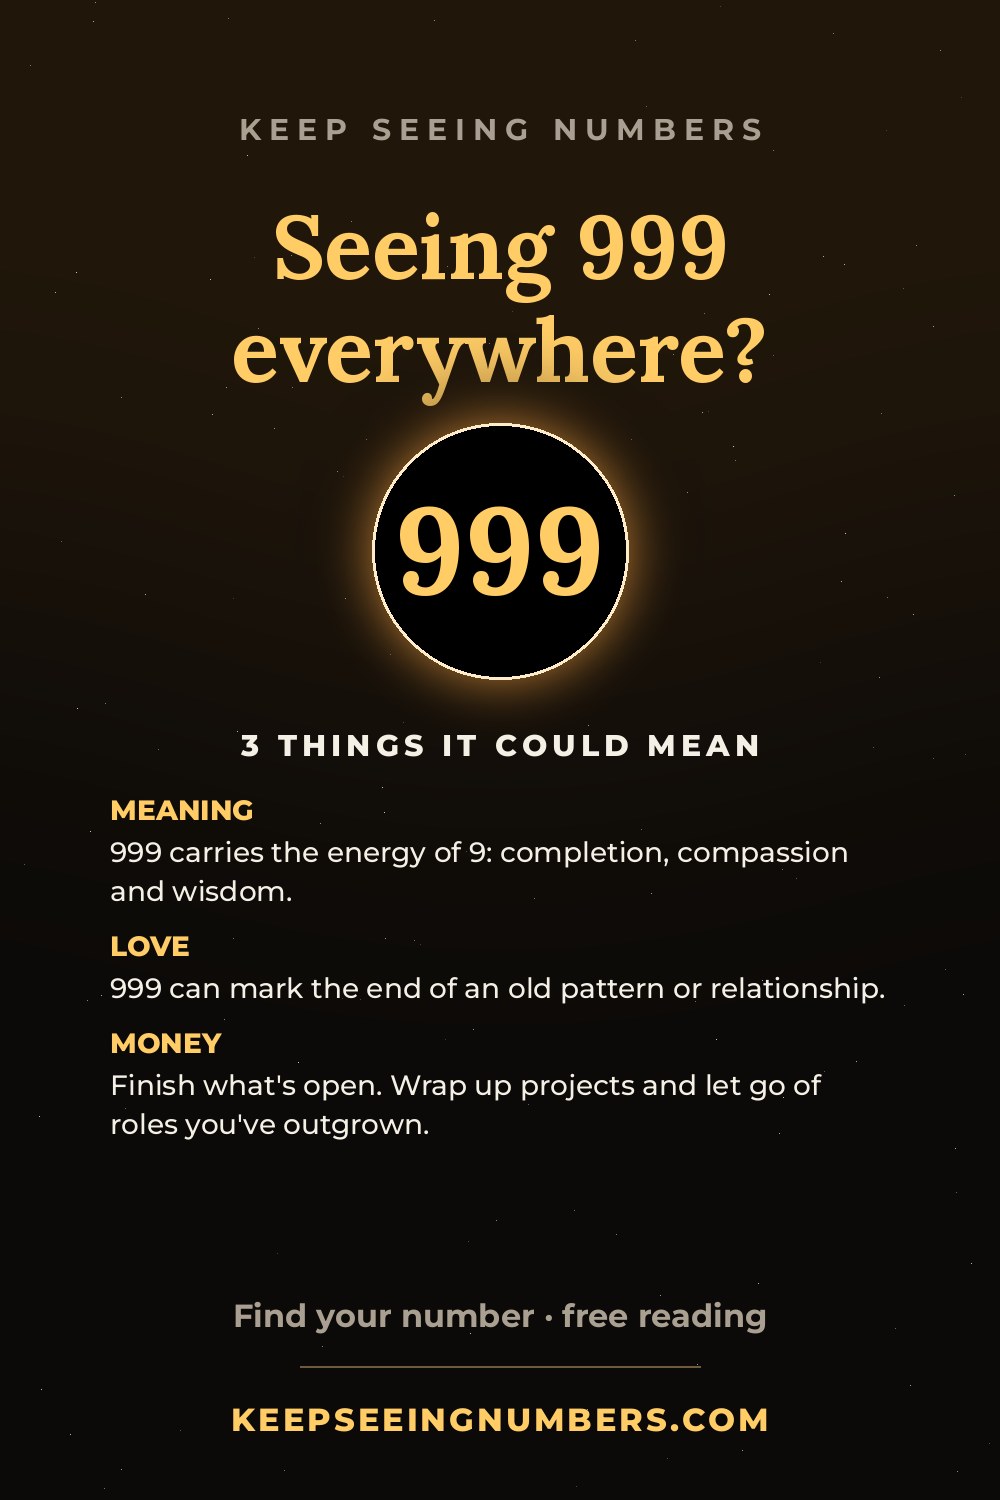 KEEP SEEING NUMBERS
Seeing 999
everywhere?
999
3 THINGS IT COULD MEAN
MEANING
999 carries the energy of 9: completion, compassion
and wisdom.
LOVE
999 can mark the end of an old pattern or relationship.
MONEY
Finish what's open. Wrap up projects and let go of
roles you've outgrown.
Find your number · free reading
KEEPSEEINGNUMBERS.COM